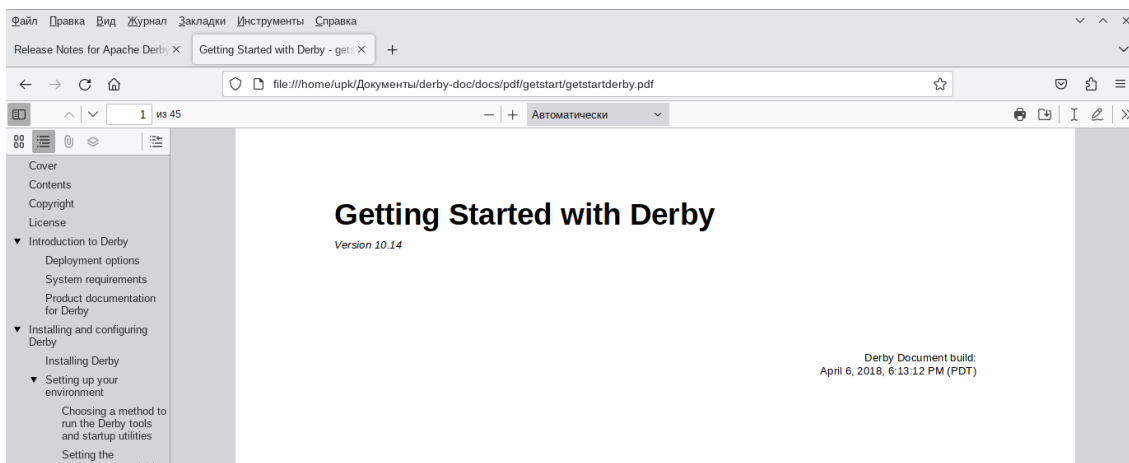 Файл Правка Вид Журнал Закладки Инструменты Справка
Release Notes for Apache Derby
Getting Started with Derby - gets
file:///home/upk/Документы/derby-doc/docs/pdf/getstart/getstartderby.pdf
1 из 45
Автоматически
Cover
Contents
Copyright
License
Introduction to Derby
Deployment options
System requirements
Product documentation
for Derby
Installing and configuring
Derby
Installing Derby
Setting up your
environment
Choosing a method to
run the Derby tools
and startup utilities
Setting the
Getting Started with Derby
Version 10.14
Derby Document build:
April 6, 2018, 6:13:12 PM (PDT)